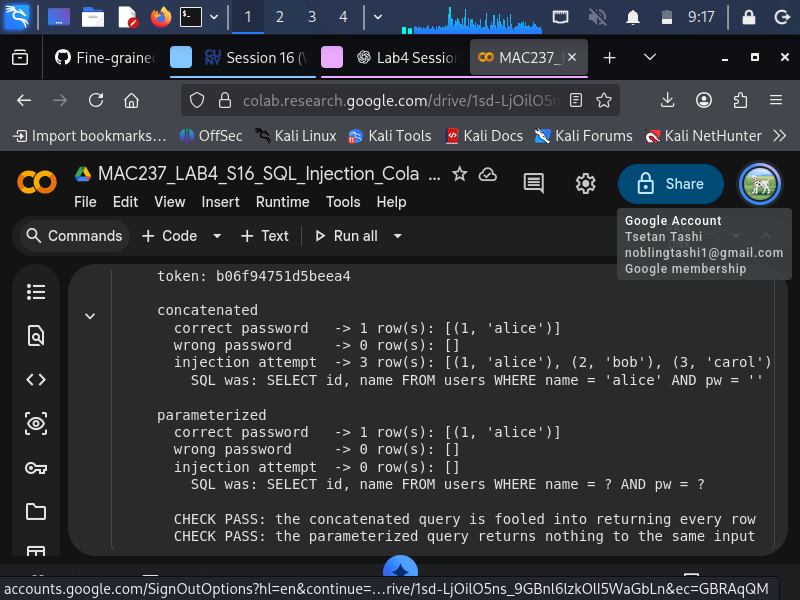 1 2 3 4 9:17
Fine-graine Session 16 (\ Lab4 Sessio MAC237_
colab.research.google.com/drive/1sd-LjOilO5n
Import bookmarks... OffSec Kali Linux Kali Tools Kali Docs Kali Forums Kali NetHunter
MAC237_LAB4_S16_SQL_Injection_Cola ...
File Edit View Insert Runtime Tools Help
Share
Commands + Code + Text Run all
Google Account
Tsetan Tashi
noblingtashi1@gmail.com
Google membership
token: b06f94751d5beea4
concatenated
correct password -> 1 row(s): [(1, 'alice')]
wrong password -> 0 row(s): []
injection attempt -> 3 row(s): [(1, 'alice'), (2, 'bob'), (3, 'carol')
SQL was: SELECT id, name FROM users WHERE name = 'alice' AND pw = ''
parameterized
correct password -> 1 row(s): [(1, 'alice')]
wrong password -> 0 row(s): []
injection attempt -> 0 row(s): []
SQL was: SELECT id, name FROM users WHERE name = ? AND pw = ?
CHECK PASS: the concatenated query is fooled into returning every row
CHECK PASS: the parameterized query returns nothing to the same input
accounts.google.com/SignOutOptions?hl=en&continue=...rive/1sd-LjOilO5ns_9GBnl6lzkOlI5WaGbLn&ec=GBRAqQM